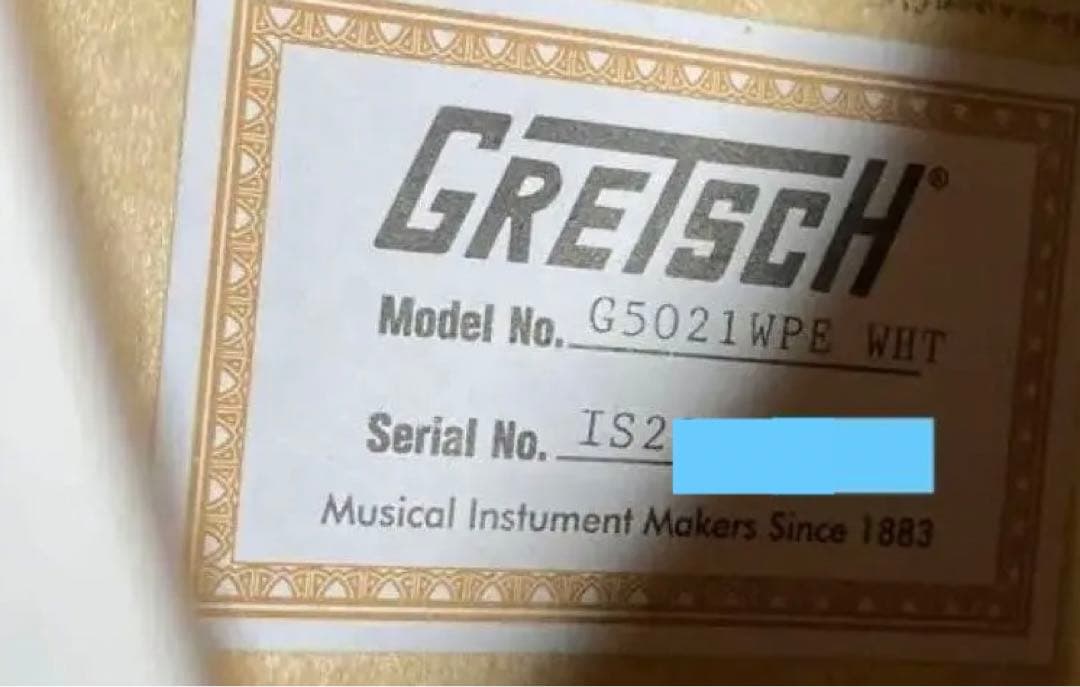 GRETSCH®
Model No. G5021WPE WHT
Serial No. IS2
Musical Instument Makers Since 1883